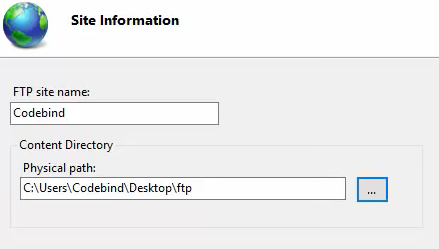 Site Information
FTP site name:
Codebind
Content Directory
Physical path:
C:\Users\Codebind\Desktop\ftp
...